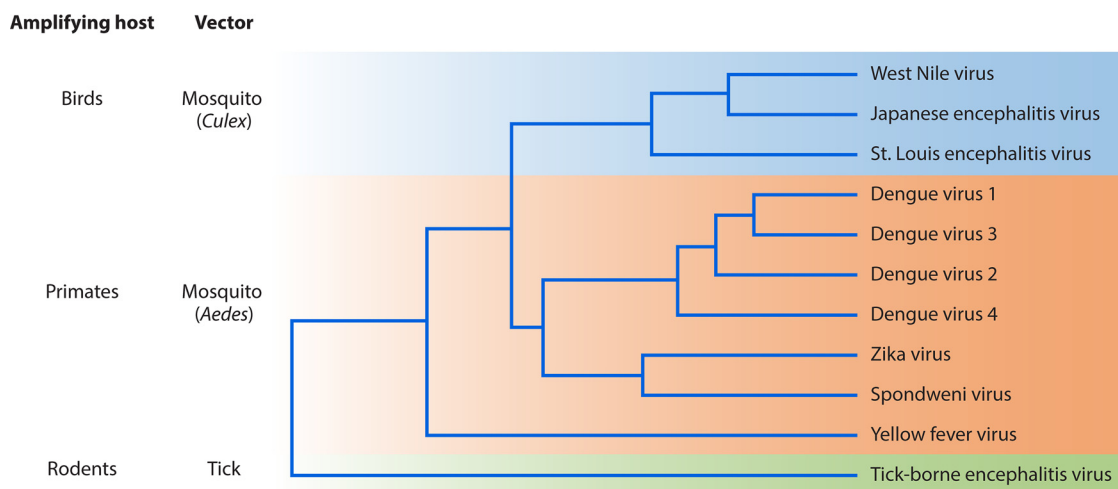 Amplifying host Vector
Birds
Mosquito
(Culex)
West Nile virus
Japanese encephalitis virus
St. Louis encephalitis virus
Primates
Mosquito
(Aedes)
Dengue virus 1
Dengue virus 3
Dengue virus 2
Dengue virus 4
Zika virus
Spondweni virus
Yellow fever virus
Rodents
Tick
Tick-borne encephalitis virus